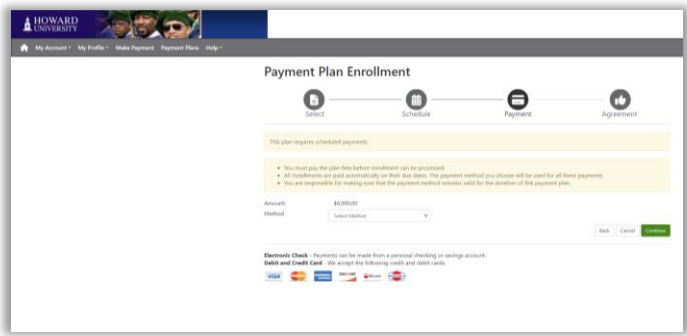 HOWARD
UNIVERSITY
My Account My Profile Make Payment Payment Plans Help
Payment Plan Enrollment
Select Schedule Payment Agreement
This plan requires scheduled payments.
• You must pay the plan fees before enrollment can be processed.
• All installments are paid automatically on their due dates. The payment method you choose will be used for all these payments.
• You are responsible for making sure that the payment method remains valid for the duration of this payment plan.
Amount: $6,000.00
Method Select Method
Back Cancel Continue
Electronic Check - Payments can be made from a personal checking or savings account.
Debit and Credit Card - We accept the following credit and debit cards.
VISA